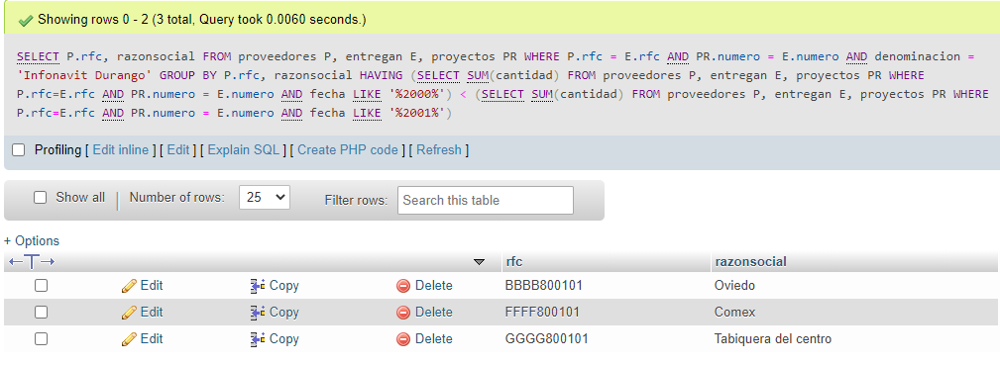 Showing rows 0 - 2 (3 total, Query took 0.0060 seconds.)
SELECT P.rfc, razonsocial FROM proveedores P, entregan E, proyectos PR WHERE P.rfc = E.rfc AND PR.numero = E.numero AND denominacion =
'Infonavit Durango' GROUP BY P.rfc, razonsocial HAVING (SELECT SUM(cantidad) FROM proveedores P, entregan E, proyectos PR WHERE
P.rfc=E.rfc AND PR.numero = E.numero AND fecha LIKE '%2000%') < (SELECT SUM(cantidad) FROM proveedores P, entregan E, proyectos PR WHERE
P.rfc=E.rfc AND PR.numero = E.numero AND fecha LIKE '%2001%')
Profiling [ Edit inline ] [ Edit ] [ Explain SQL ] [ Create PHP code ] [ Refresh ]
Show all Number of rows: 25 Filter rows: Search this table
+ Options
←T→ rfc razonsocial
Edit Copy Delete BBBB800101 Oviedo
Edit Copy Delete FFFF800101 Comex
Edit Copy Delete GGGG800101 Tabiquera del centro